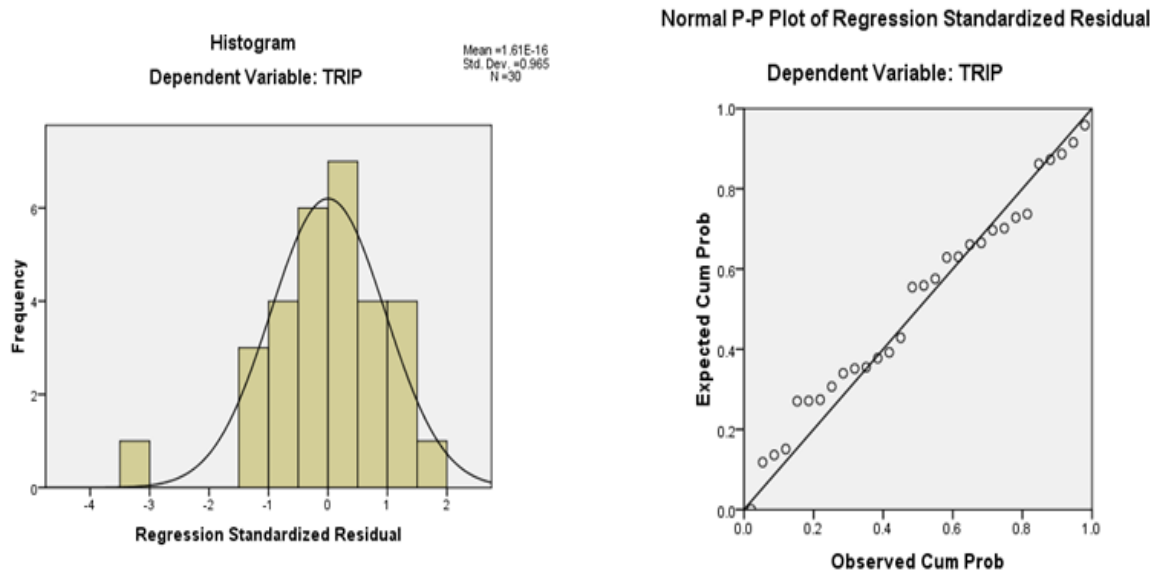 Histogram
Dependent Variable: TRIP
Mean =1.61E-16
Std. Dev. =0.965
N =30
Frequency
6
4
2
0
-4 -3 -2 -1 0 1 2
Regression Standardized Residual
Normal P-P Plot of Regression Standardized Residual
Dependent Variable: TRIP
Expected Cum Prob
1.0
0.8
0.6
0.4
0.2
0.0
0.0 0.2 0.4 0.6 0.8 1.0
Observed Cum Prob